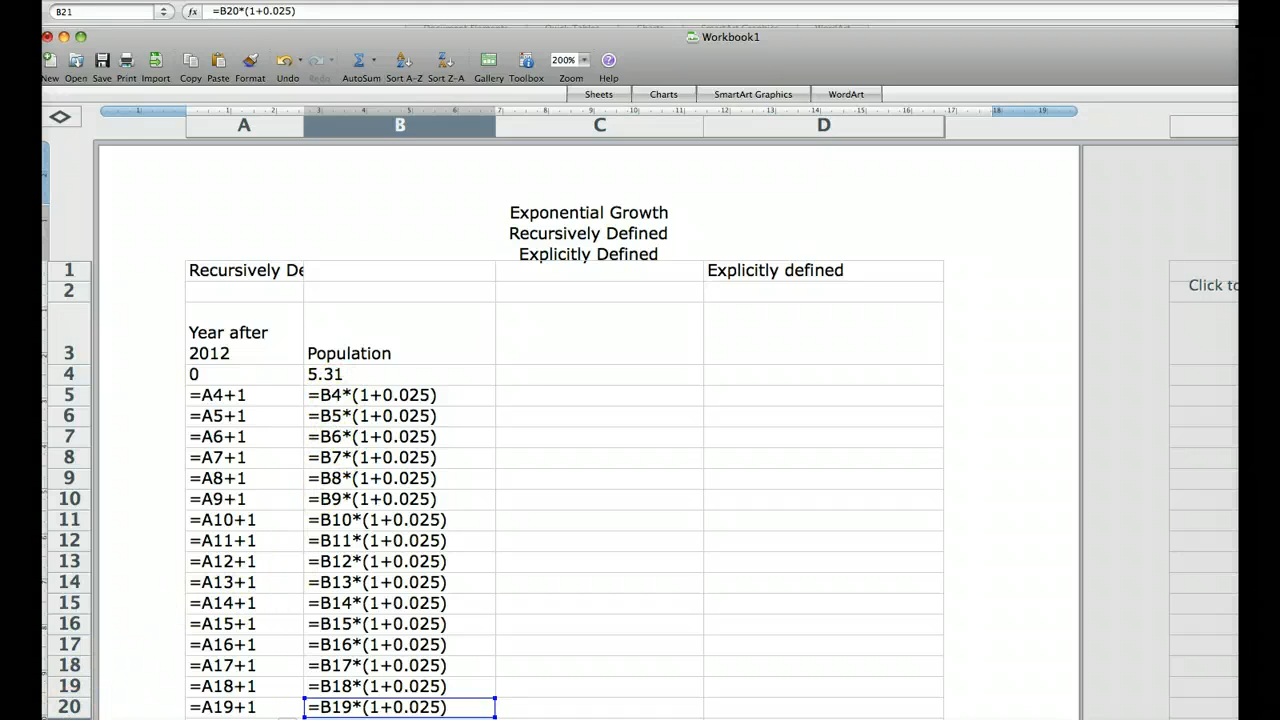 B21 fx =B20*(1+0.025)
Workbook1
New Open Save Print Import Copy Paste Format Undo Redo AutoSum Sort A-Z Sort Z-A Gallery Toolbox 200% Zoom Help
Sheets Charts SmartArt Graphics WordArt
A B C D
Exponential Growth
Recursively Defined
Explicitly Defined
1 Recursively De Explicitly defined
2 Click to
Year after
3 2012 Population
4 0 5.31
5 =A4+1 =B4*(1+0.025)
6 =A5+1 =B5*(1+0.025)
7 =A6+1 =B6*(1+0.025)
8 =A7+1 =B7*(1+0.025)
9 =A8+1 =B8*(1+0.025)
10 =A9+1 =B9*(1+0.025)
11 =A10+1 =B10*(1+0.025)
12 =A11+1 =B11*(1+0.025)
13 =A12+1 =B12*(1+0.025)
14 =A13+1 =B13*(1+0.025)
15 =A14+1 =B14*(1+0.025)
16 =A15+1 =B15*(1+0.025)
17 =A16+1 =B16*(1+0.025)
18 =A17+1 =B17*(1+0.025)
19 =A18+1 =B18*(1+0.025)
20 =A19+1 =B19*(1+0.025)